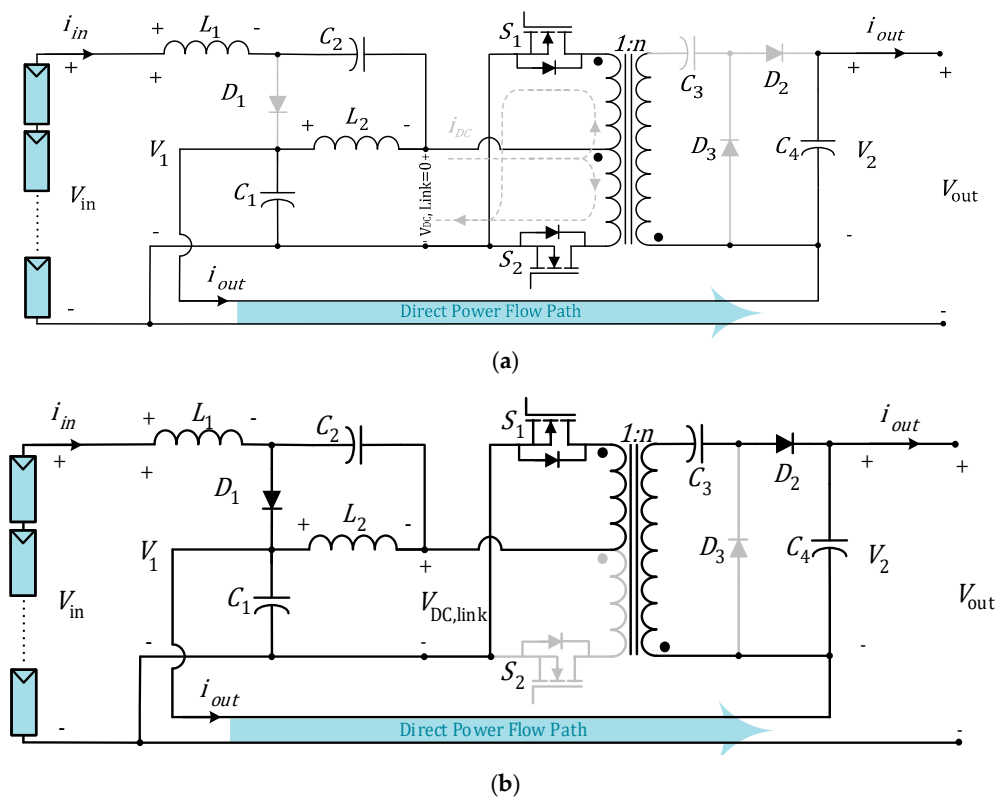 i_in
+ L_1 -
C_2
S_1
1:n
i_out
+
+
D_1
C_3
D_2
+
+
V_1
+ L_2 -
i_DC
D_3
C_4
V_2
V_in
C_1
- V_DC, Link=0 +
V_out
-
S_2
-
i_out
-
Direct Power Flow Path
-
(a)
i_in
+ L_1 -
C_2
S_1
1:n
i_out
+
+
D_1
C_3
D_2
+
+
V_1
+ L_2 -
+
D_3
C_4
V_2
V_in
C_1
V_DC,link
V_out
-
-
S_2
-
i_out
-
Direct Power Flow Path
-
(b)